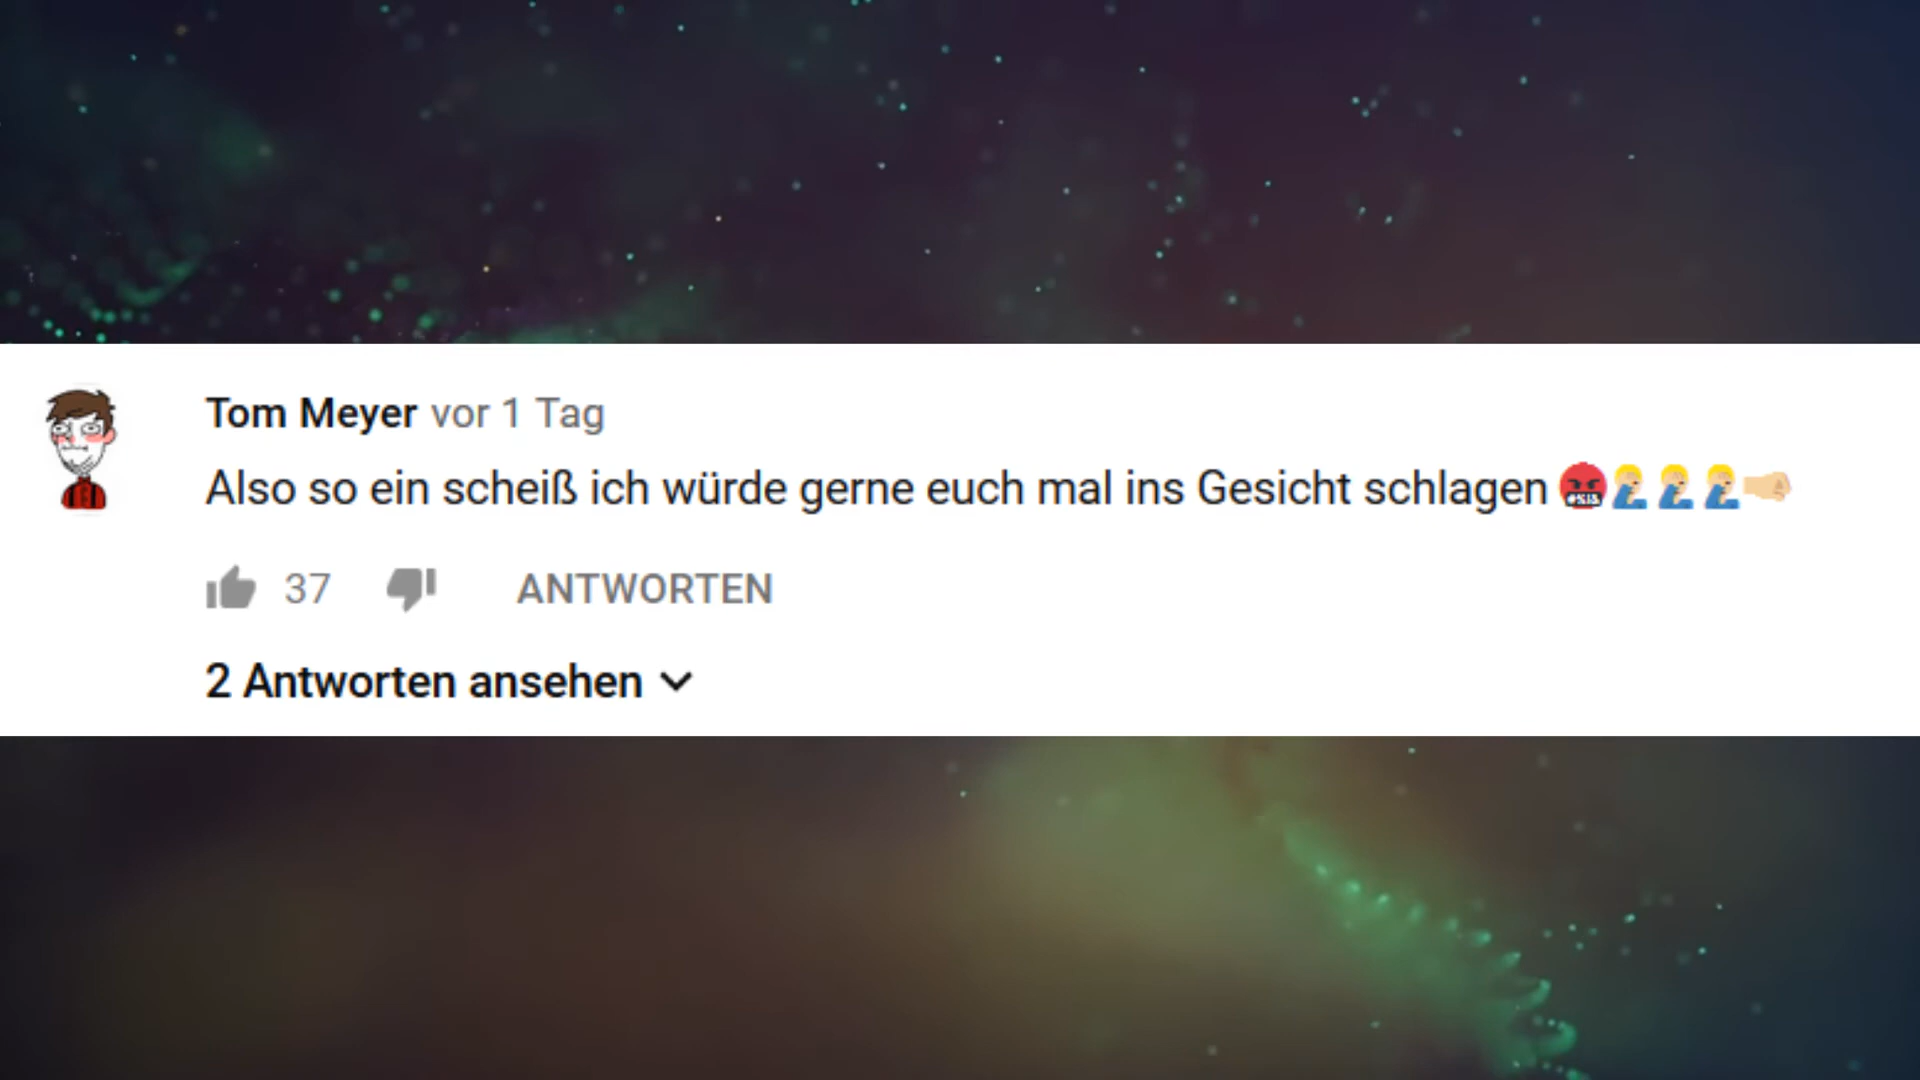 Tom Meyer vor 1 Tag
Also so ein scheiß ich würde gerne euch mal ins Gesicht schlagen 🤬🤦🏼‍♂️🤦🏼‍♂️🤦🏼‍♂️🤜🏼
37 ANTWORTEN
2 Antworten ansehen